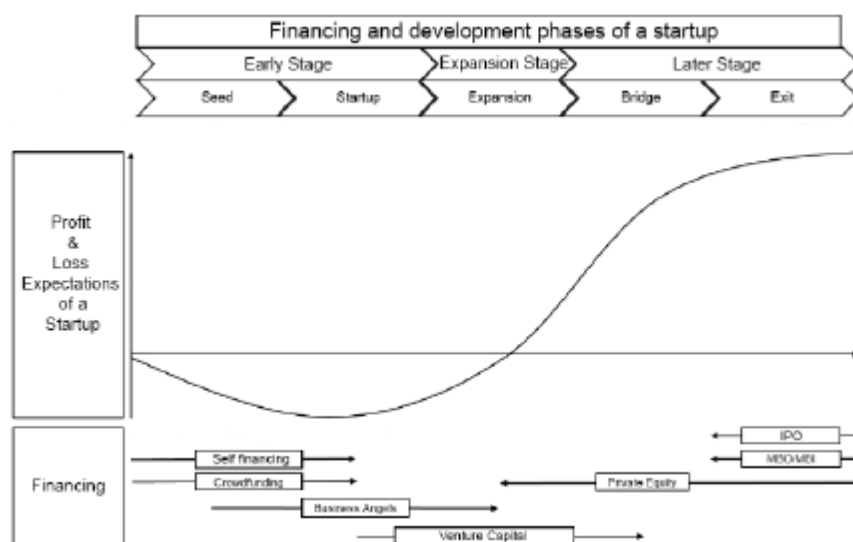 Financing and development phases of a startup
Early Stage
Expansion Stage
Later Stage
Seed
Startup
Expansion
Bridge
Exit
Profit
&
Loss
Expectations
of a
Startup
Financing
Self financing
Crowdfunding
Business Angels
Venture Capital
Private Equity
IPO
MBO/MBI